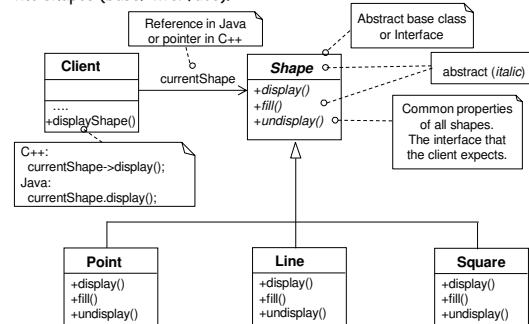 Reference in Java
or pointer in C++
Abstract base class
or Interface
Client
currentShape
Shape
abstract (italic)
....
+displayShape()
+display()
+fill()
+undisplay()
Common properties
of all shapes.
The interface that
the client expects.
C++:
currentShape->display();
Java:
currentShape.display();
Point
+display()
+fill()
+undisplay()
Line
+display()
+fill()
+undisplay()
Square
+display()
+fill()
+undisplay()